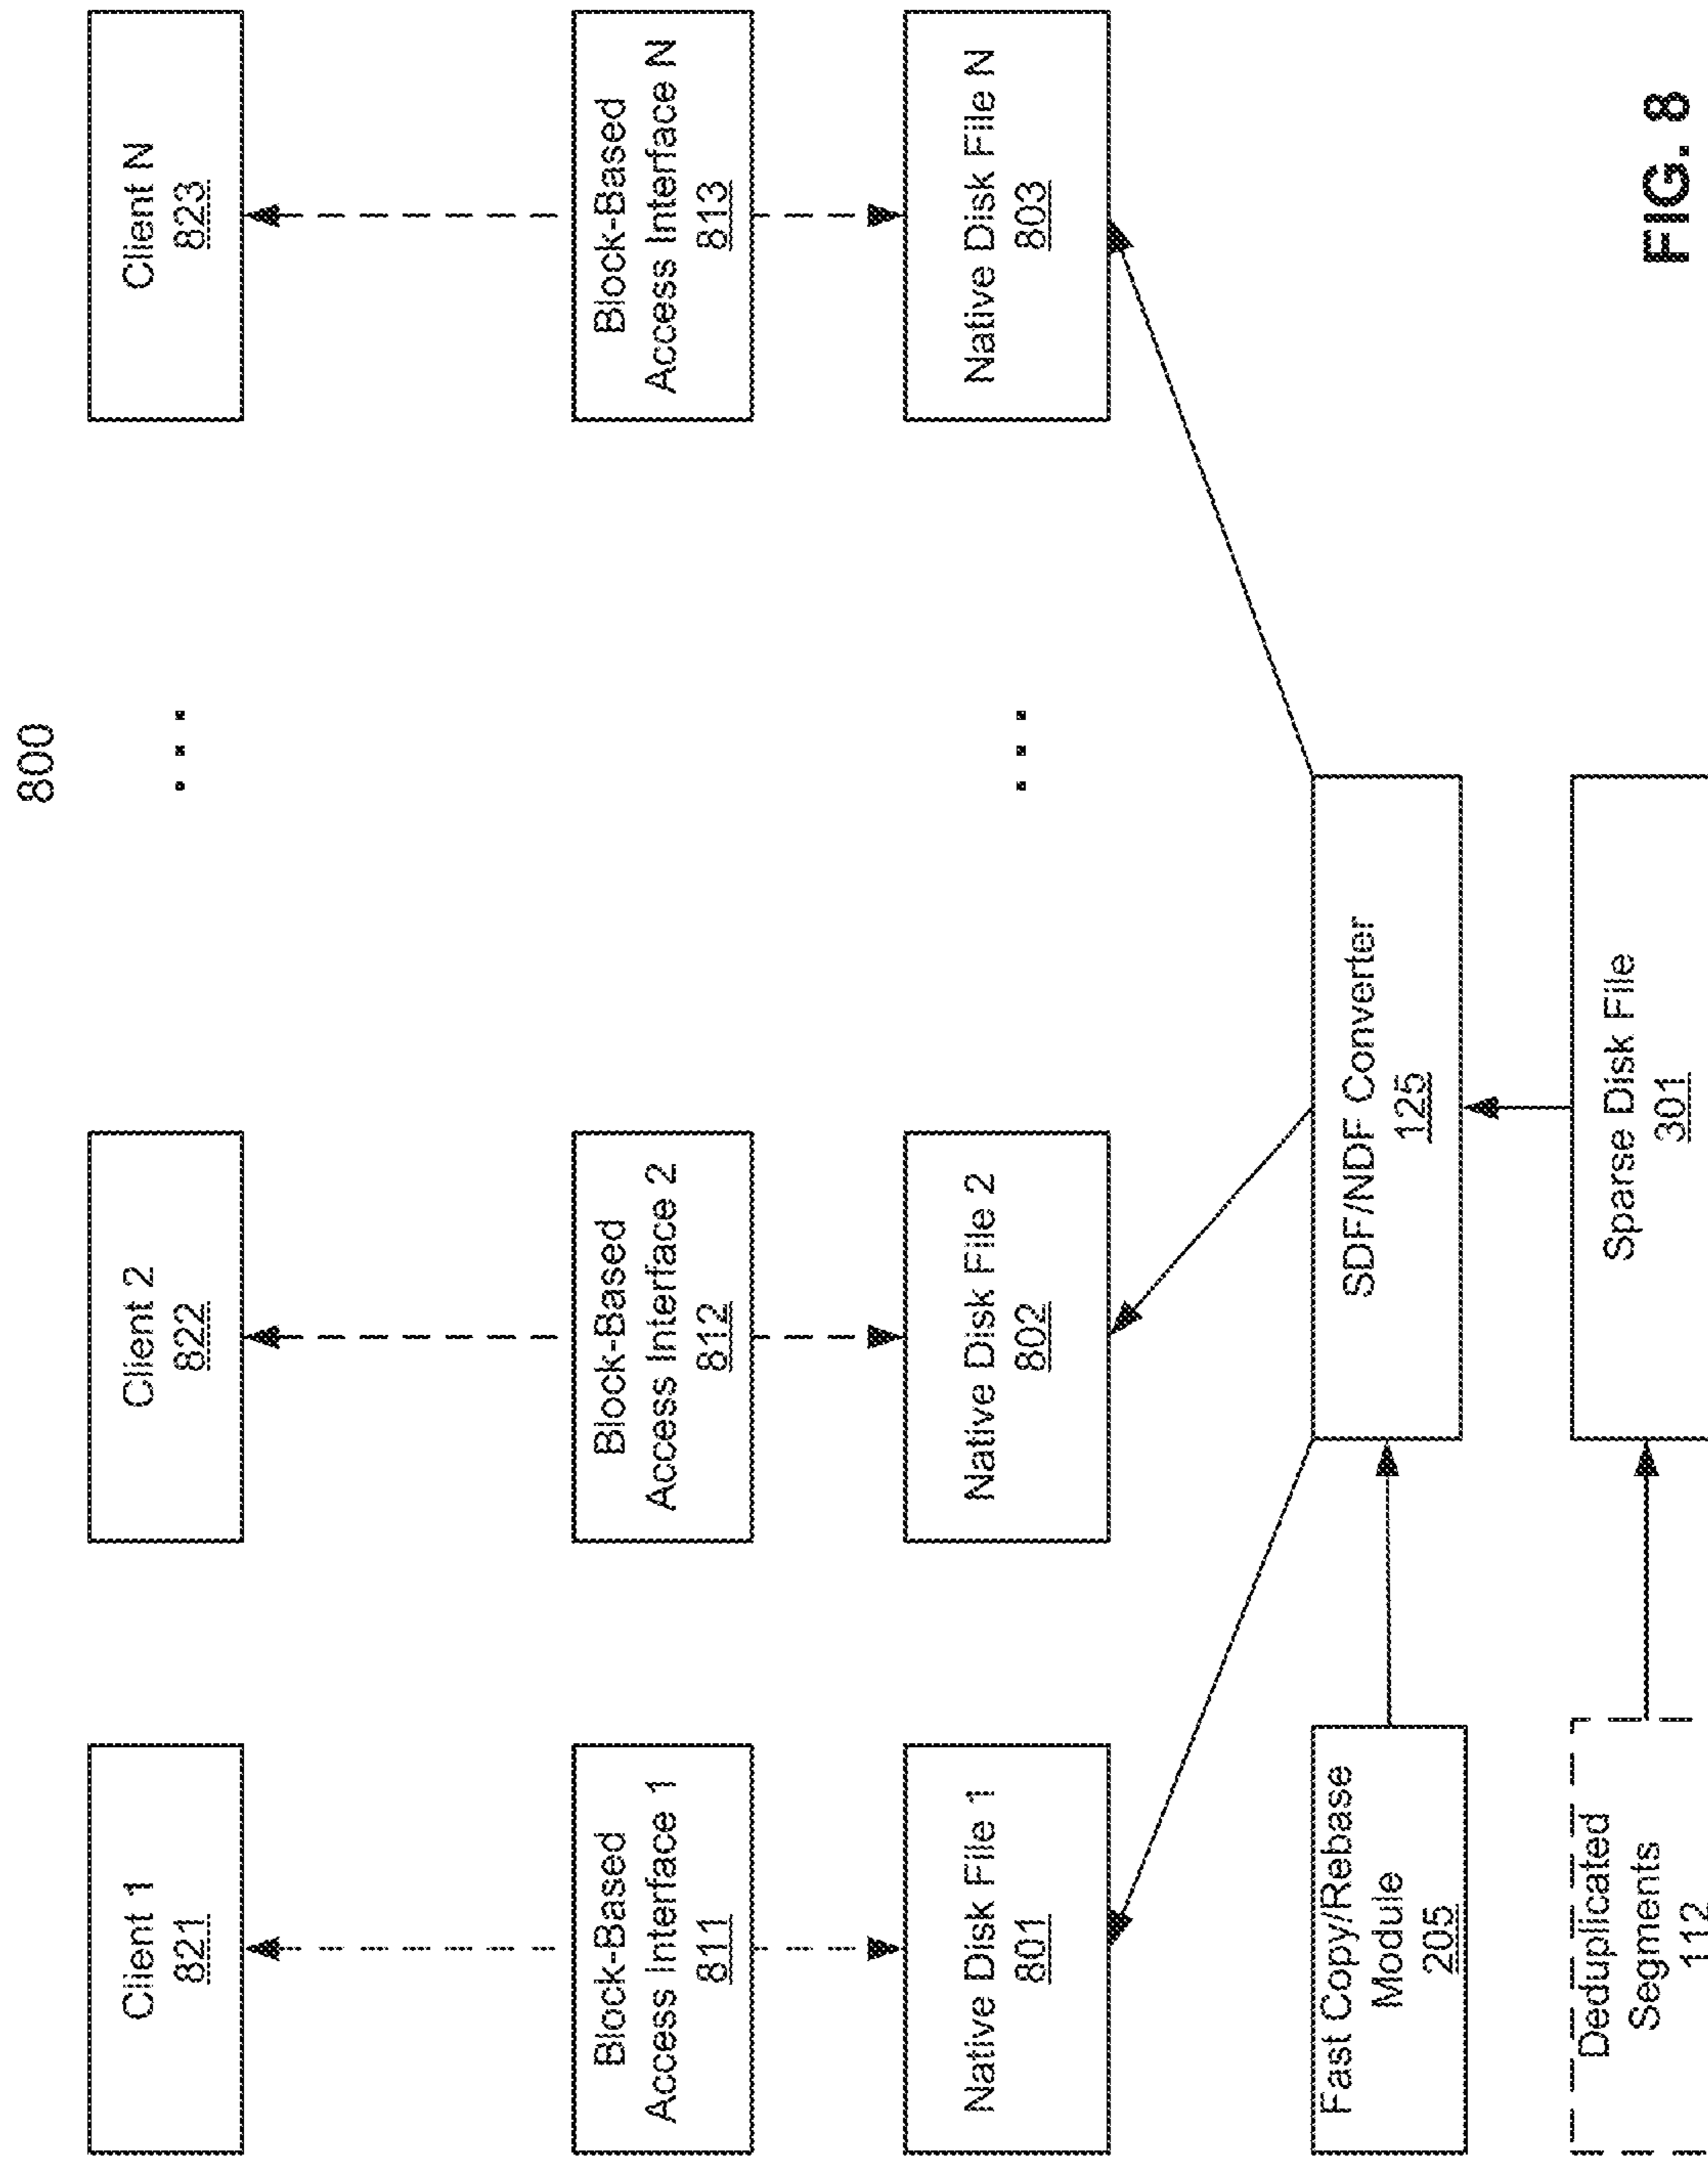 800
Client 1
821
Client 2
822
. . .
Client N
823
Block-Based
Access Interface 1
811
Block-Based
Access Interface 2
812
Block-Based
Access Interface N
813
Native Disk File 1
801
Native Disk File 2
802
. . .
Native Disk File N
803
Fast Copy/Rebase
Module
205
SDF/NDF Converter
125
Deduplicated
Segments
112
Sparse Disk File
301
FIG. 8